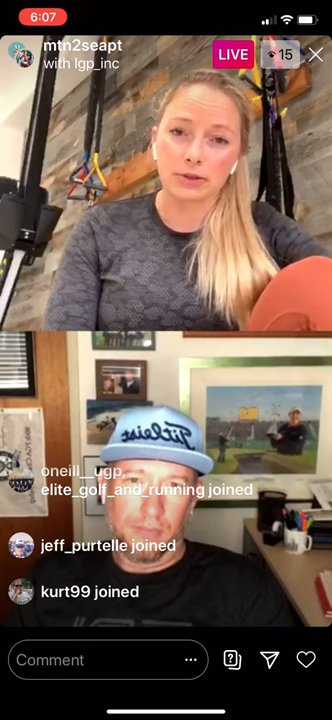 6:07
mtn2seapt
with lgp_inc
LIVE
15
Titleist
oneill__ugp,
elite_golf_and_running joined
jeff_purtelle joined
kurt99 joined
Comment